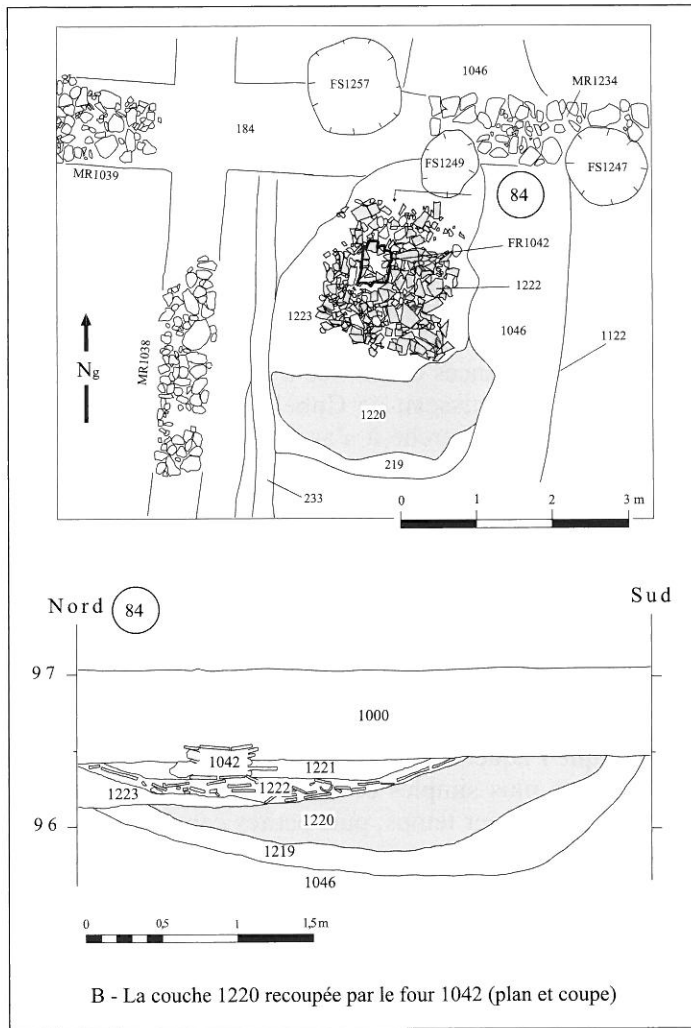 1046
FS1257
MR1234
184
FS1249
FS1247
MR1039
84
FR1042
1222
1223
1046
1122
MR1038
Ng
1220
219
233
0 1 2 3 m
Nord 84 Sud
97
1000
1042
1221
1223
1222
96
1220
1219
1046
0 0,5 1 1,5 m
B - La couche 1220 recoupée par le four 1042 (plan et coupe)